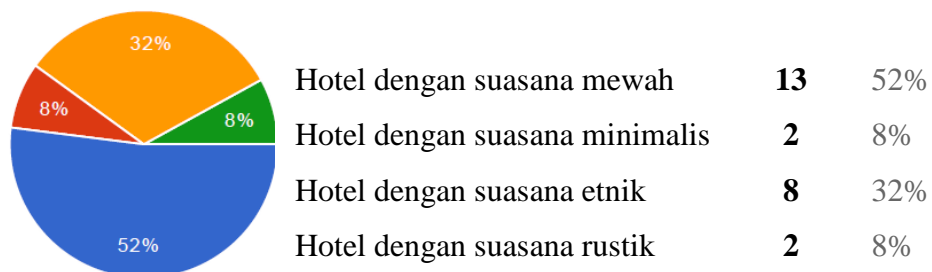 32%
8%
8%
52%
Hotel dengan suasana mewah 13 52%
Hotel dengan suasana minimalis 2 8%
Hotel dengan suasana etnik 8 32%
Hotel dengan suasana rustik 2 8%